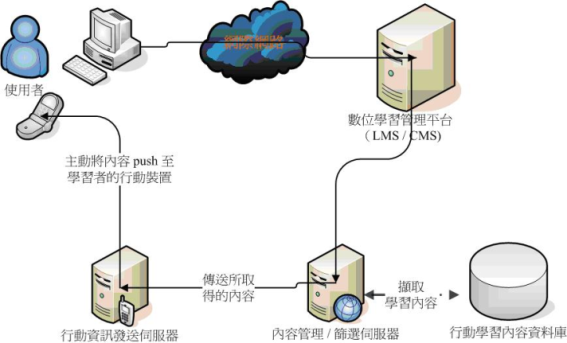 使用者
數位學習管理平台
（LMS / CMS)
主動將內容 push 至
學習者的行動裝置
傳送所取
得的內容
擷取
學習內容
行動資訊發送伺服器
內容管理 / 篩選伺服器
行動學習內容資料庫